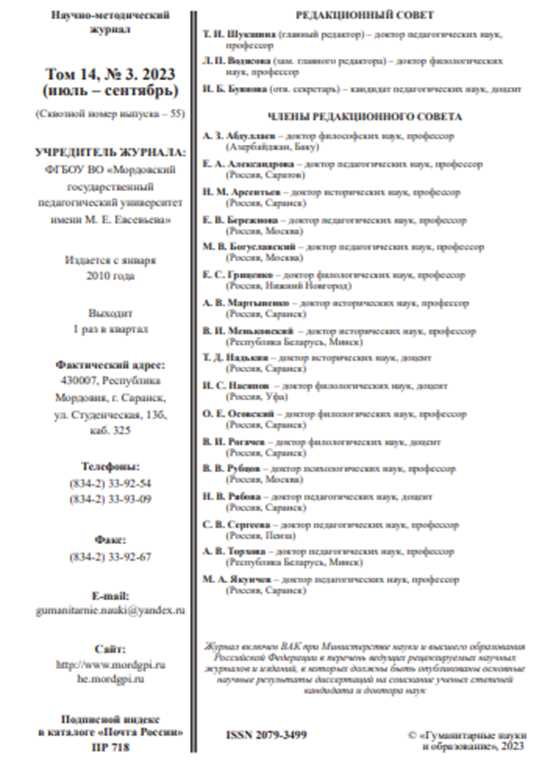 Научно-методический
журнал
Том 14, № 3. 2023
(июль – сентябрь)
(Сквозной номер выпуска – 55)
УЧРЕДИТЕЛЬ ЖУРНАЛА:
ФГБОУ ВО «Мордовский
государственный
педагогический университет
имени М. Е. Евсевьева»
Издается с января
2010 года
Выходит
1 раз в квартал
Фактический адрес:
430007, Республика
Мордовия, г. Саранск,
ул. Студенческая, 13б,
каб. 325
Телефоны:
(834-2) 33-92-54
(834-2) 33-93-09
Факс:
(834-2) 33-92-67
E-mail:
gumanitarnie.nauki@yandex.ru
Сайт:
http://www.mordgpi.ru
he.mordgpi.ru
Подписной индекс
в каталоге «Почта России»
ПР 718
РЕДАКЦИОННЫЙ СОВЕТ
Т. И. Шукшина (главный редактор) – доктор педагогических наук,
профессор
Л. П. Водясова (зам. главного редактора) – доктор филологических
наук, профессор
И. Б. Буянова (отв. секретарь) – кандидат педагогических наук, доцент
ЧЛЕНЫ РЕДАКЦИОННОГО СОВЕТА
А. З. Абдуллаев – доктор философских наук, профессор
(Азербайджан, Баку)
Е. А. Александрова – доктор педагогических наук, профессор
(Россия, Саратов)
Н. М. Арсентьев – доктор исторических наук, профессор
(Россия, Саранск)
Е. В. Бережнова – доктор педагогических наук, профессор
(Россия, Москва)
М. В. Богуславский – доктор педагогических наук, профессор
(Россия, Москва)
Е. С. Гриценко – доктор филологических наук, профессор
(Россия, Нижний Новгород)
А. В. Мартыненко – доктор исторических наук, профессор
(Россия, Саранск)
В. И. Меньковский – доктор исторических наук, профессор
(Республика Беларусь, Минск)
Т. Д. Надькин – доктор исторических наук, доцент
(Россия, Саранск)
И. С. Насипов – доктор филологических наук, доцент
(Россия, Уфа)
О. Е. Осовский – доктор филологических наук, профессор
(Россия, Саранск)
В. И. Рогачев – доктор филологических наук, доцент
(Россия, Саранск)
В. В. Рубцов – доктор психологических наук, профессор
(Россия, Москва)
Н. В. Рябова – доктор педагогических наук, доцент
(Россия, Саранск)
С. В. Сергеева – доктор педагогических наук, профессор
(Россия, Пенза)
А. В. Торхова – доктор педагогических наук, профессор
(Республика Беларусь, Минск)
М. А. Якунчев – доктор педагогических наук, профессор
(Россия, Саранск)
Журнал включен ВАК при Министерстве науки и высшего образования
Российской Федерации в перечень ведущих рецензируемых научных
журналов и изданий, в которых должны быть опубликованы основные
научные результаты диссертаций на соискание ученых степеней
кандидата и доктора наук
ISSN 2079-3499
© «Гуманитарные науки
и образование», 2023